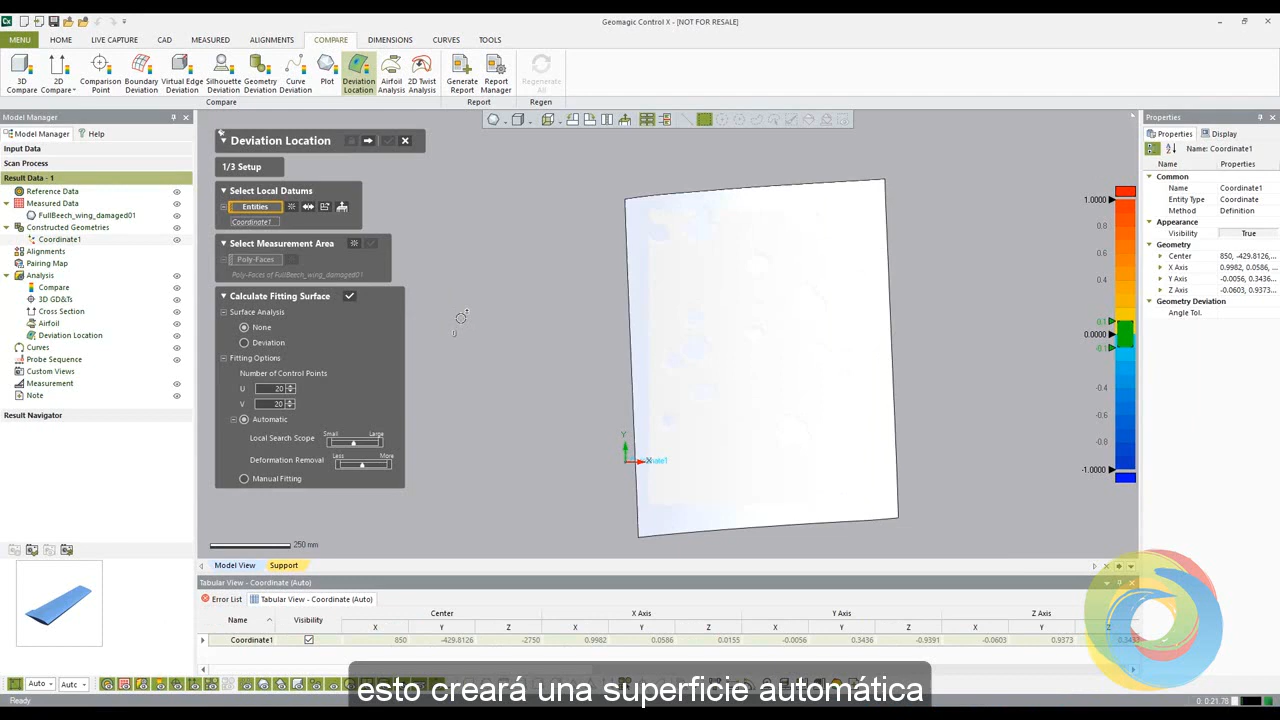 Geomagic Control X - [NOT FOR RESALE]
MENU HOME LIVE CAPTURE CAD MEASURED ALIGNMENTS COMPARE DIMENSIONS CURVES TOOLS
3D Compare
2D Compare
Comparison Point
Boundary Deviation
Virtual Edge Deviation
Silhouette Deviation
Geometry Deviation
Curve Deviation
Plot
Deviation Location
Airfoil Analysis
2D Twist Analysis
Generate Report
Report Manager
Regenerate All
Compare Report Regen
Model Manager
Model Manager Help
Input Data
Scan Process
Result Data - 1
Reference Data
Measured Data
FullBeech_wing_damaged01
Constructed Geometries
Coordinate1
Alignments
Pairing Map
Analysis
Compare
3D GD&Ts
Cross Section
Airfoil
Deviation Location
Curves
Probe Sequence
Custom Views
Measurement
Note
Result Navigator
Deviation Location
1/3 Setup
Select Local Datums
Entities
Coordinate1
Select Measurement Area
Poly-Faces
Poly-Faces of FullBeech_wing_damaged01
Calculate Fitting Surface
Surface Analysis
None
Deviation
Fitting Options
Number of Control Points
U 20
V 20
Automatic
Small Large
Local Search Scope
Less More
Deformation Removal
Manual Fitting
Y
X
250 mm
1.0000
0.8
0.6
0.4
0.2
0.1
0.0000
-0.1
-0.4
-0.6
-0.8
-1.0000
Properties
Properties Display
Name: Coordinate1
Name Properties
Common
Name Coordinate1
Entity Type Coordinate
Method Definition
Appearance
Visibility True
Geometry
Center 850, -429.8126,...
X Axis 0.9982, 0.0586,...
Y Axis -0.0056, 0.3436...
Z Axis -0.0603, 0.9373...
Geometry Deviation
Angle Tol.
Model View Support
Tabular View - Coordinate (Auto)
Error List Tabular View - Coordinate (Auto)
Name Visibility Center X Axis Y Axis Z Axis
X Y Z X Y Z X Y Z X Y Z
Coordinate1 850 -429.8126 -2750 0.9982 0.0586 0.0155 -0.0056 0.3436 -0.9391 -0.0603 0.9373
Auto Autc
esto creará una superficie automática
Ready
0: 0:21.78